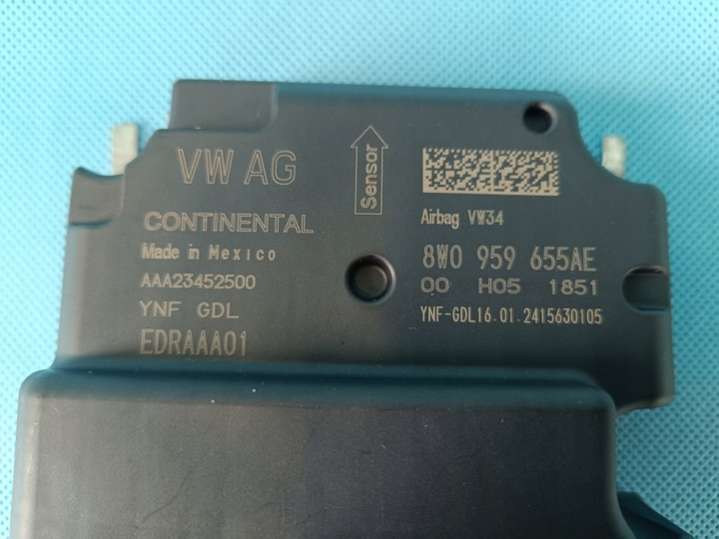 VW AG
CONTINENTAL
Made in Mexico
AAA23452500
YNF GDL
EDRAAA01
Sensor
Airbag VW34
8W0 959 655AE
00 H05 1851
YNF-GDL16.01.2415630105